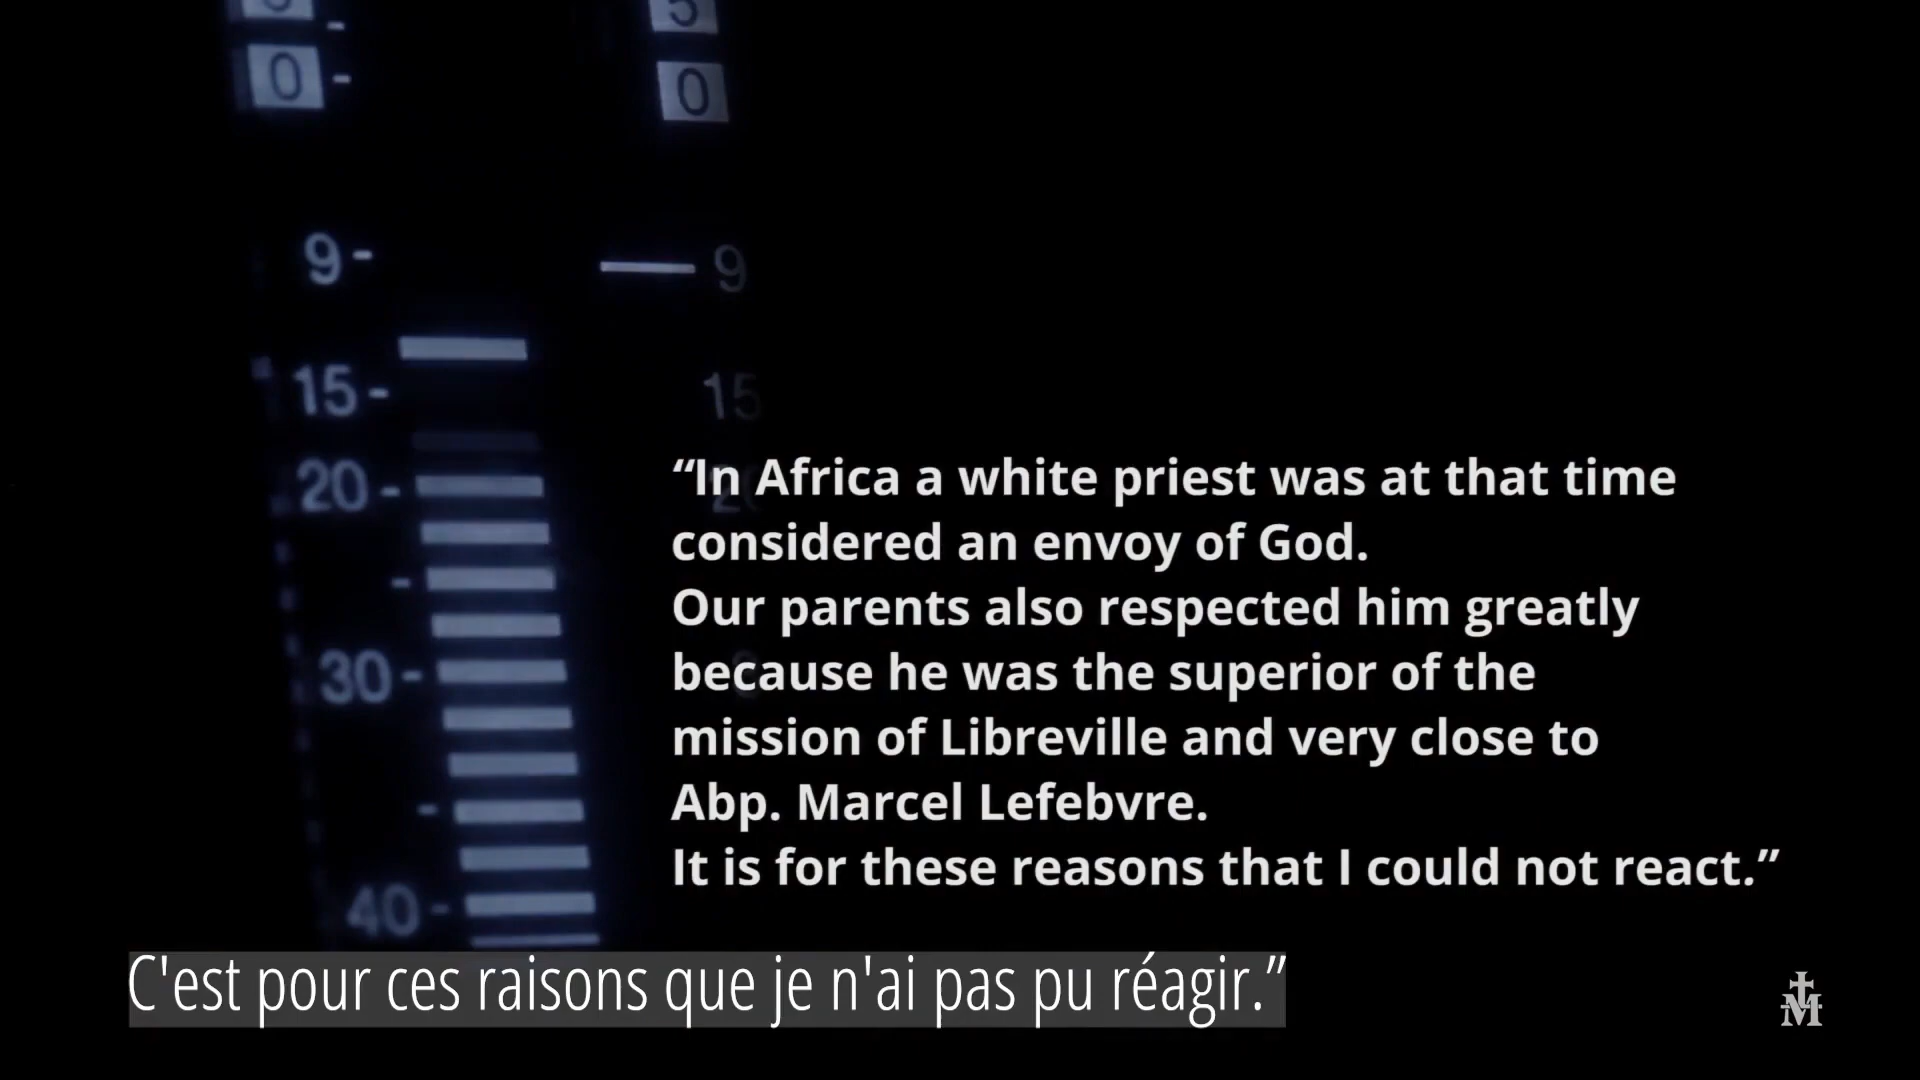 0
5
0
9-
9
15-
15
20-
30-
40-
“In Africa a white priest was at that time
considered an envoy of God.
Our parents also respected him greatly
because he was the superior of the
mission of Libreville and very close to
Abp. Marcel Lefebvre.
It is for these reasons that I could not react.”
C'est pour ces raisons que je n'ai pas pu réagir.”
M